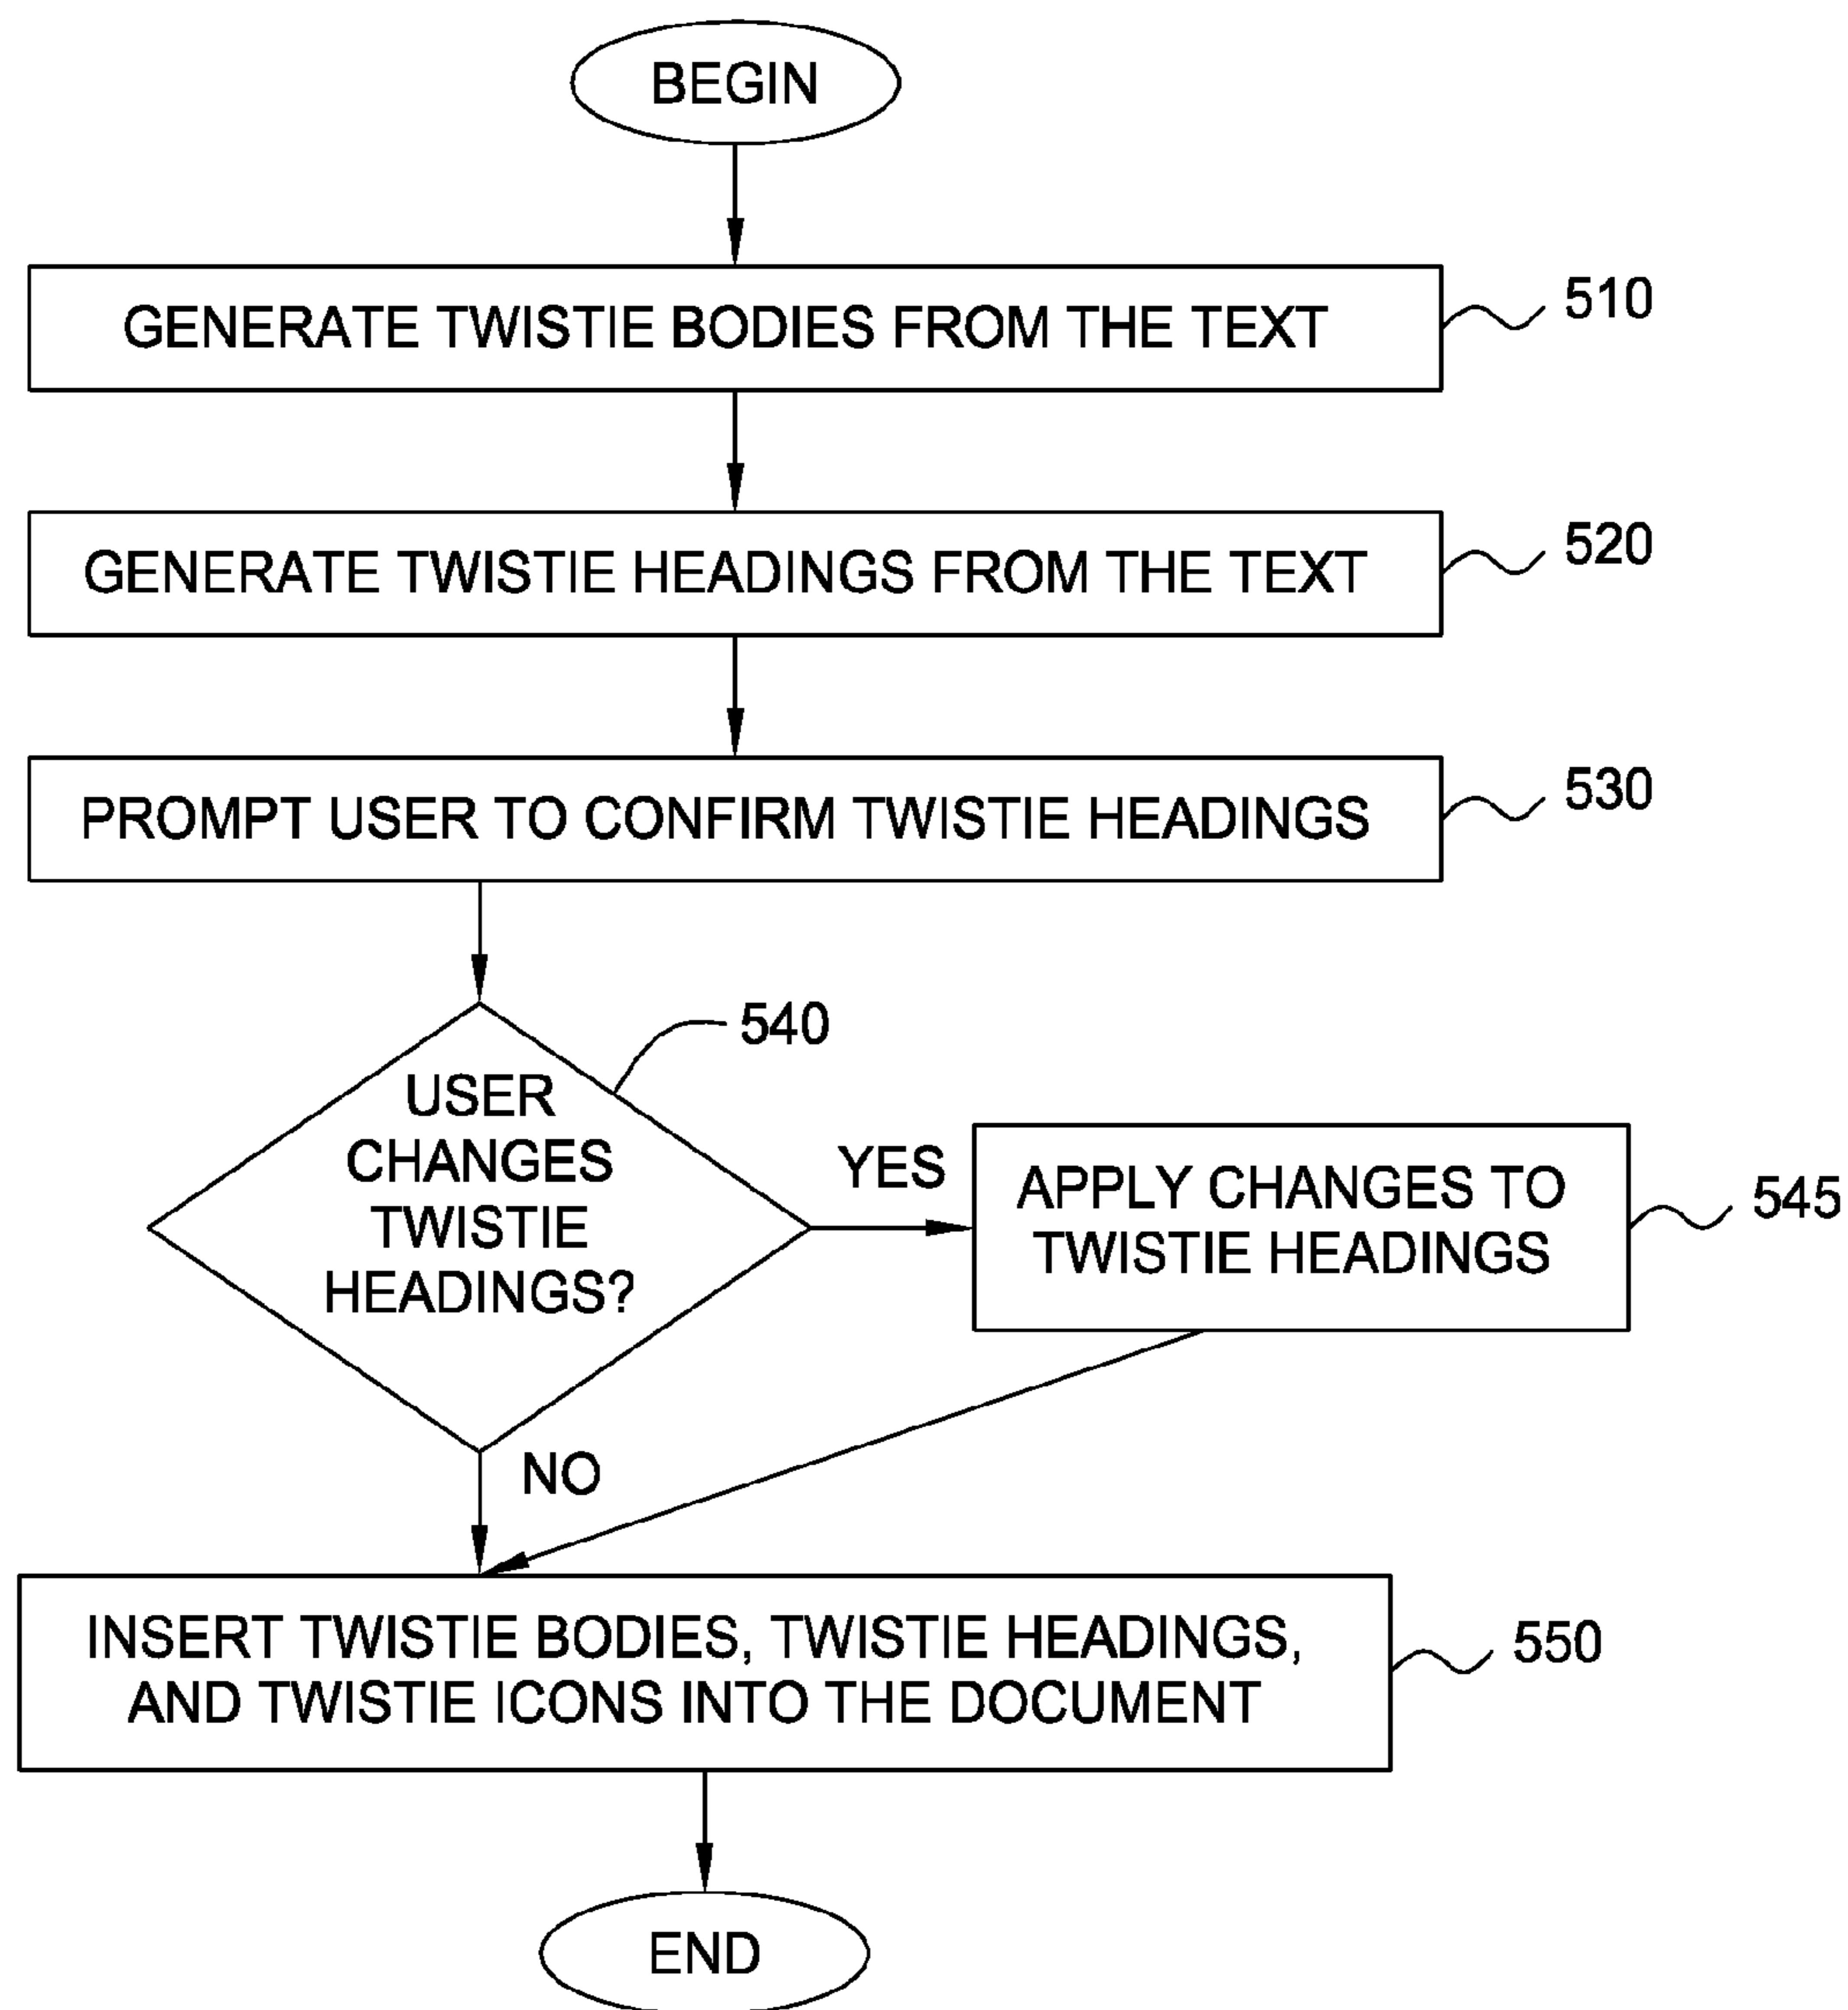 BEGIN
GENERATE TWISTIE BODIES FROM THE TEXT
510
GENERATE TWISTIE HEADINGS FROM THE TEXT
520
PROMPT USER TO CONFIRM TWISTIE HEADINGS
530
540
USER
CHANGES
TWISTIE
HEADINGS?
YES
APPLY CHANGES TO
TWISTIE HEADINGS
545
NO
INSERT TWISTIE BODIES, TWISTIE HEADINGS,
AND TWISTIE ICONS INTO THE DOCUMENT
550
END